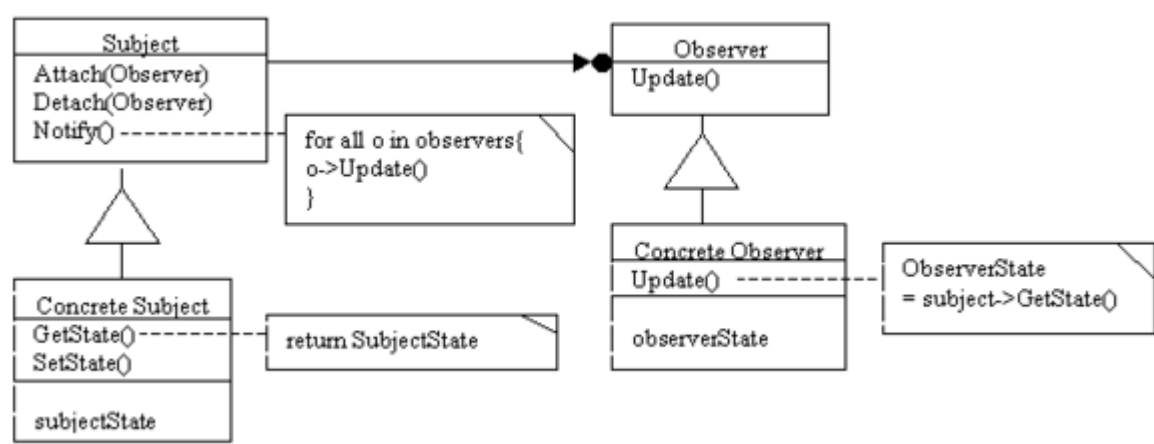 Subject
Attach(Observer)
Detach(Observer)
Notify()
for all o in observers{
o->Update()
}
Observer
Update()
Concrete Subject
GetState()
SetState()
subjectState
return SubjectState
Concrete Observer
Update()
observerState
ObserverState
= subject->GetState()